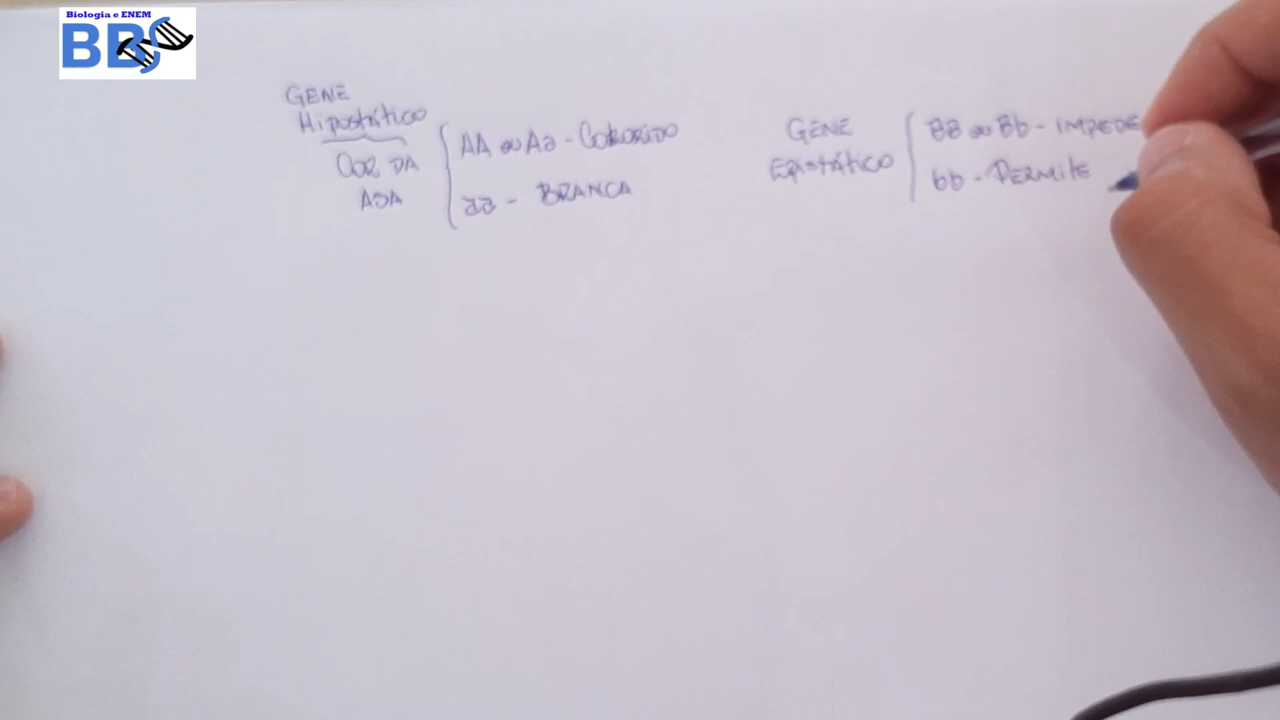 Biologia e ENEM
BBS
GENE
Hipostático
COR DA
ASA
AA ou Aa - COLORIDO
aa - BRANCA
GENE
Epistático
BB ou Bb - IMPEDE
bb - PERMITE